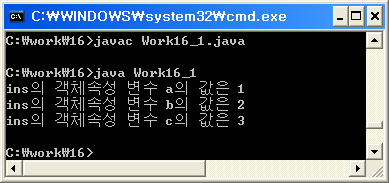 C:₩WINDOWS₩system32₩cmd.exe
C:₩work₩16>javac Work16_1.java
C:₩work₩16>java Work16_1
ins의 객체속성 변수 a의 값은 1
ins의 객체속성 변수 b의 값은 2
ins의 객체속성 변수 c의 값은 3
C:₩work₩16>